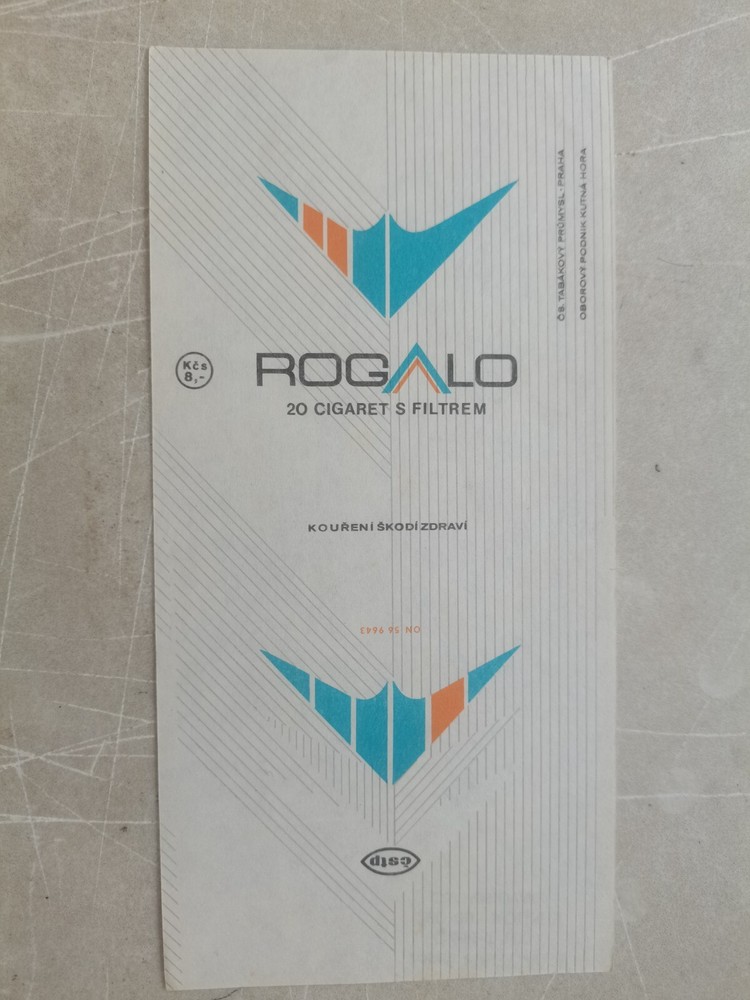 ČS. TABÁKOVÝ PRŮMYSL - PRAHA
OBOROVÝ PODNIK KUTNÁ HORA
Kčs
8,-
ROGALO
20 CIGARET S FILTREM
KOUŘENÍ ŠKODÍ ZDRAVÍ
ON 56 9643
čstp